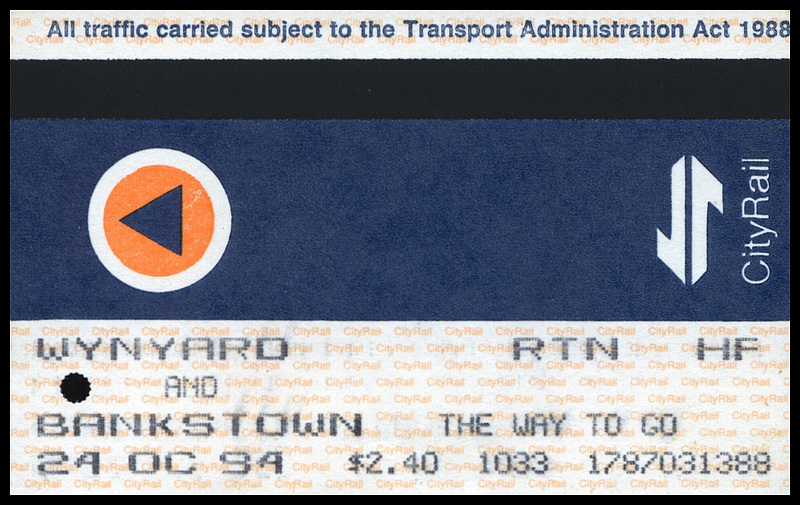 All traffic carried subject to the Transport Administration Act 1988
CityRail
WYNYARD RTN HF
AND
BANKSTOWN THE WAY TO GO
24 OC 94 $2.40 1033 1787031388